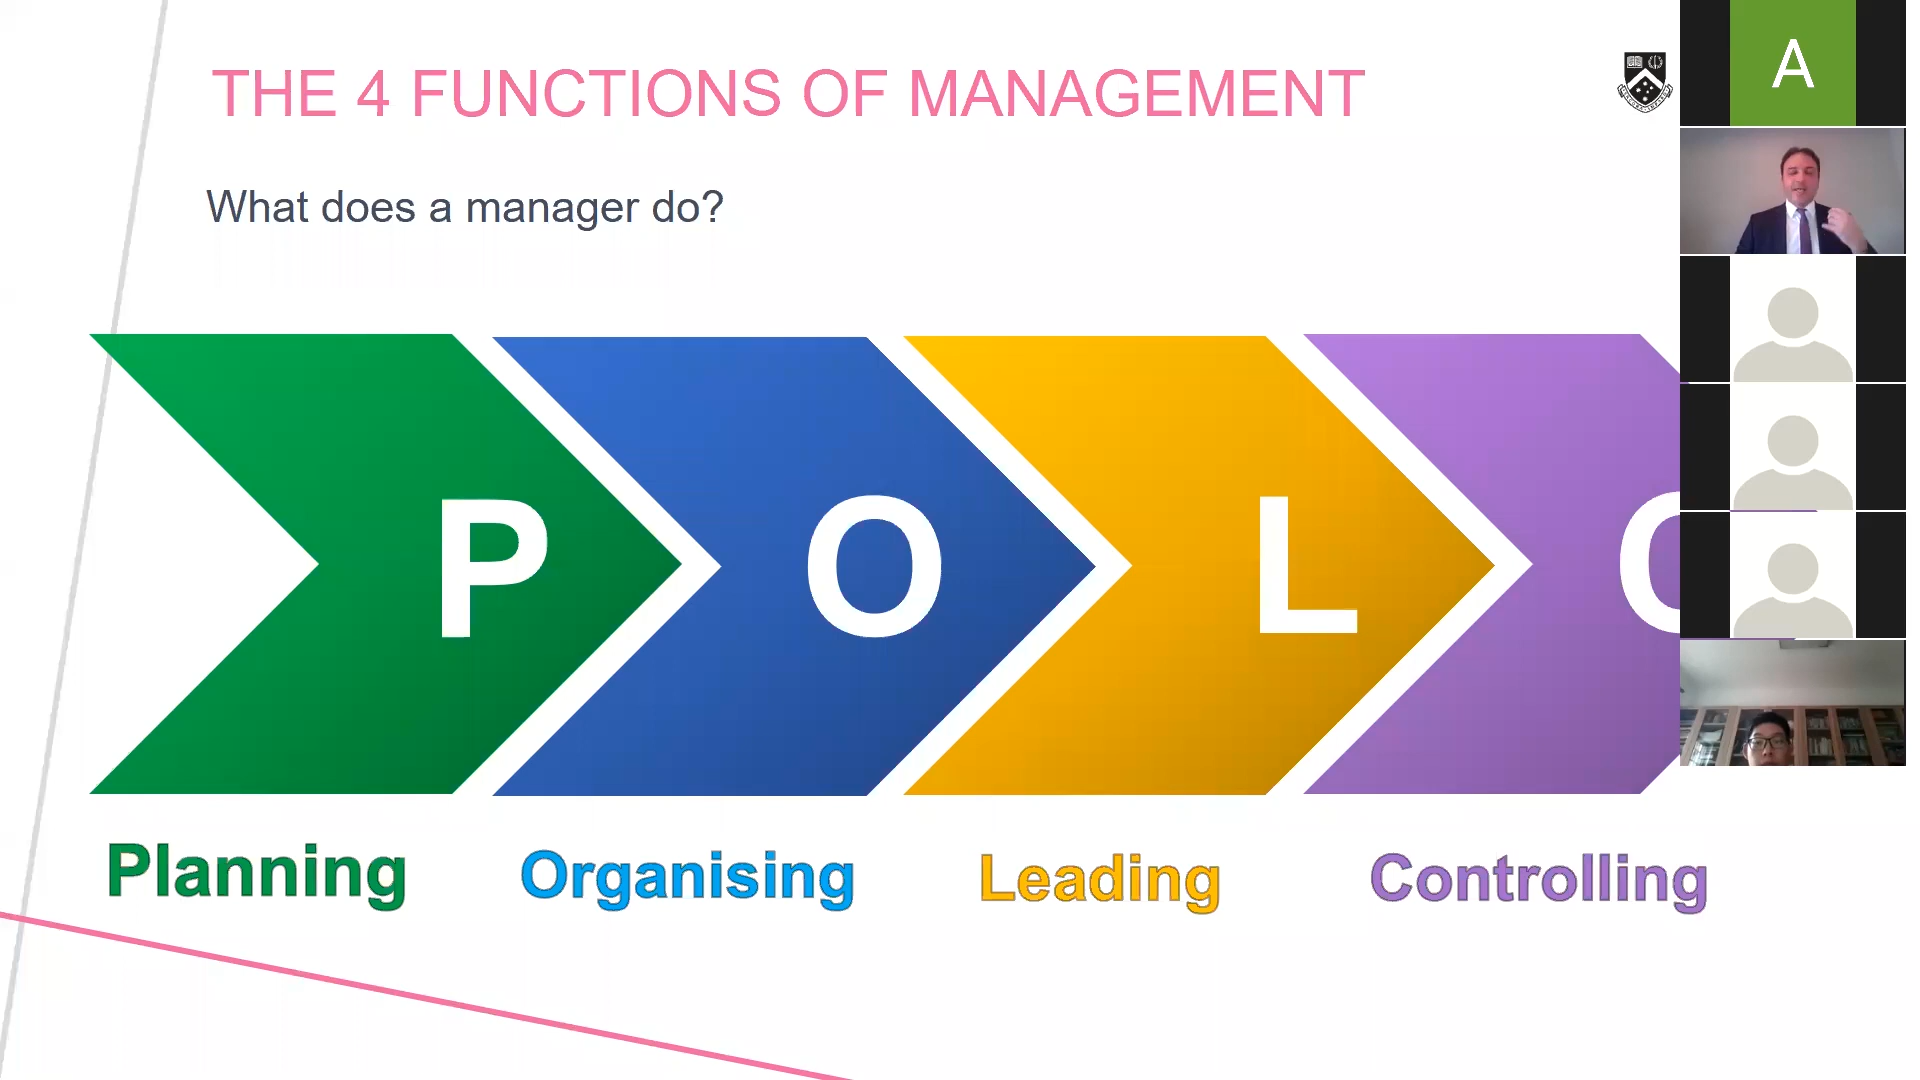 THE 4 FUNCTIONS OF MANAGEMENT
A
What does a manager do?
P O L C
Planning Organising Leading Controlling